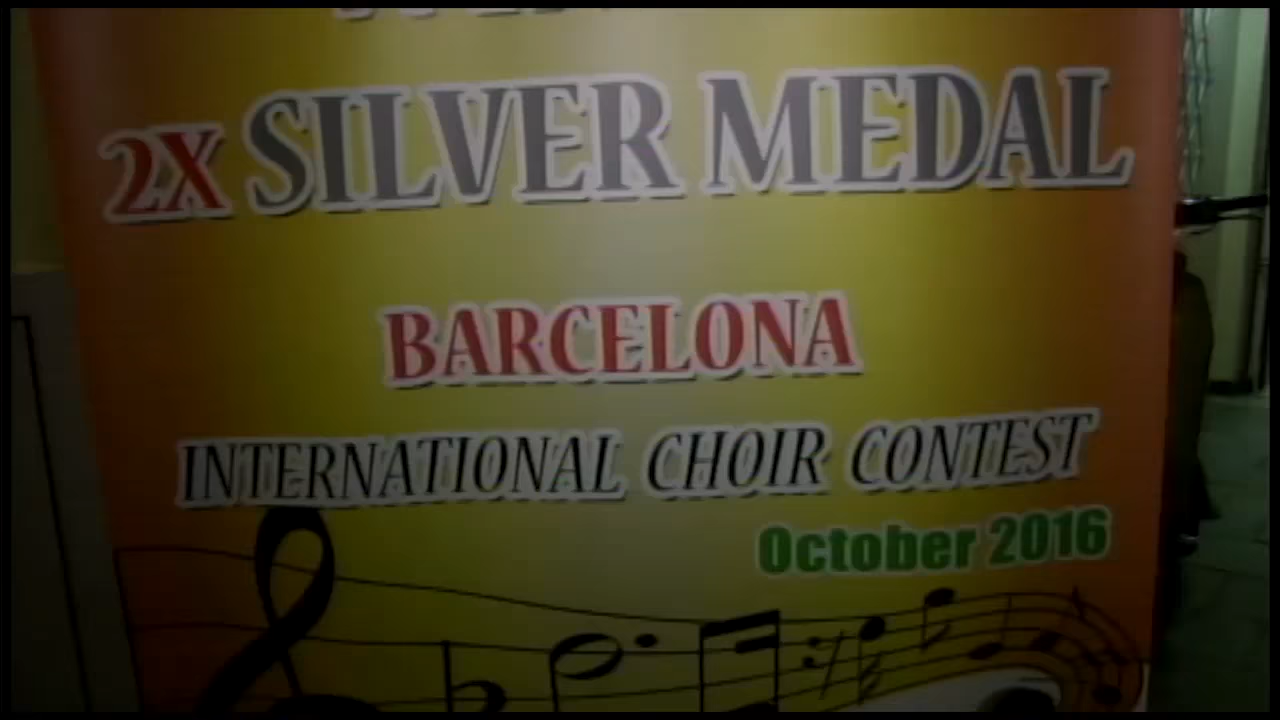 2X SILVER MEDAL
BARCELONA
INTERNATIONAL CHOIR CONTEST
October 2016